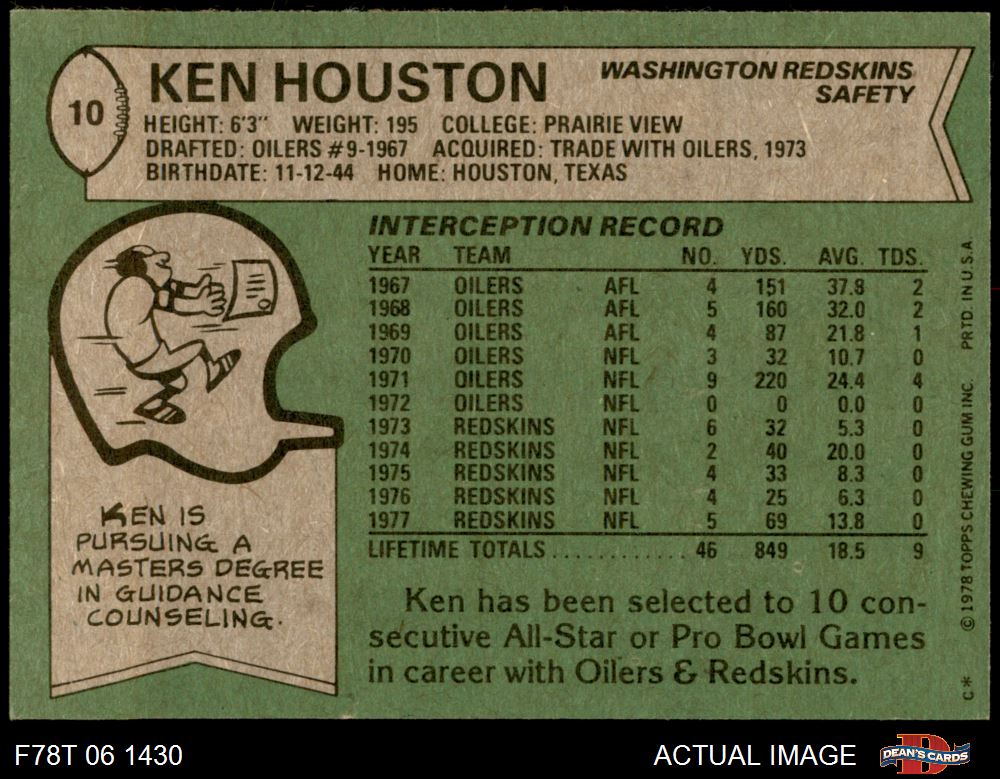 10
KEN HOUSTON
WASHINGTON REDSKINS
SAFETY
HEIGHT: 6'3" WEIGHT: 195 COLLEGE: PRAIRIE VIEW
DRAFTED: OILERS #9-1967 ACQUIRED: TRADE WITH OILERS, 1973
BIRTHDATE: 11-12-44 HOME: HOUSTON, TEXAS
INTERCEPTION RECORD
YEAR TEAM NO. YDS. AVG. TDS.
1967 OILERS AFL 4 151 37.8 2
1968 OILERS AFL 5 160 32.0 2
1969 OILERS AFL 4 87 21.8 1
1970 OILERS NFL 3 32 10.7 0
1971 OILERS NFL 9 220 24.4 4
1972 OILERS NFL 0 0 0.0 0
1973 REDSKINS NFL 6 32 5.3 0
1974 REDSKINS NFL 2 40 20.0 0
1975 REDSKINS NFL 4 33 8.3 0
1976 REDSKINS NFL 4 25 6.3 0
1977 REDSKINS NFL 5 69 13.8 0
LIFETIME TOTALS............ 46 849 18.5 9
KEN IS
PURSUING A
MASTERS DEGREE
IN GUIDANCE
COUNSELING.
Ken has been selected to 10 con-
secutive All-Star or Pro Bowl Games
in career with Oilers & Redskins.
C* © 1978 TOPPS CHEWING GUM INC. PRTD. IN U.S.A.
F78T 06 1430
ACTUAL IMAGE
DEAN'S CARDS